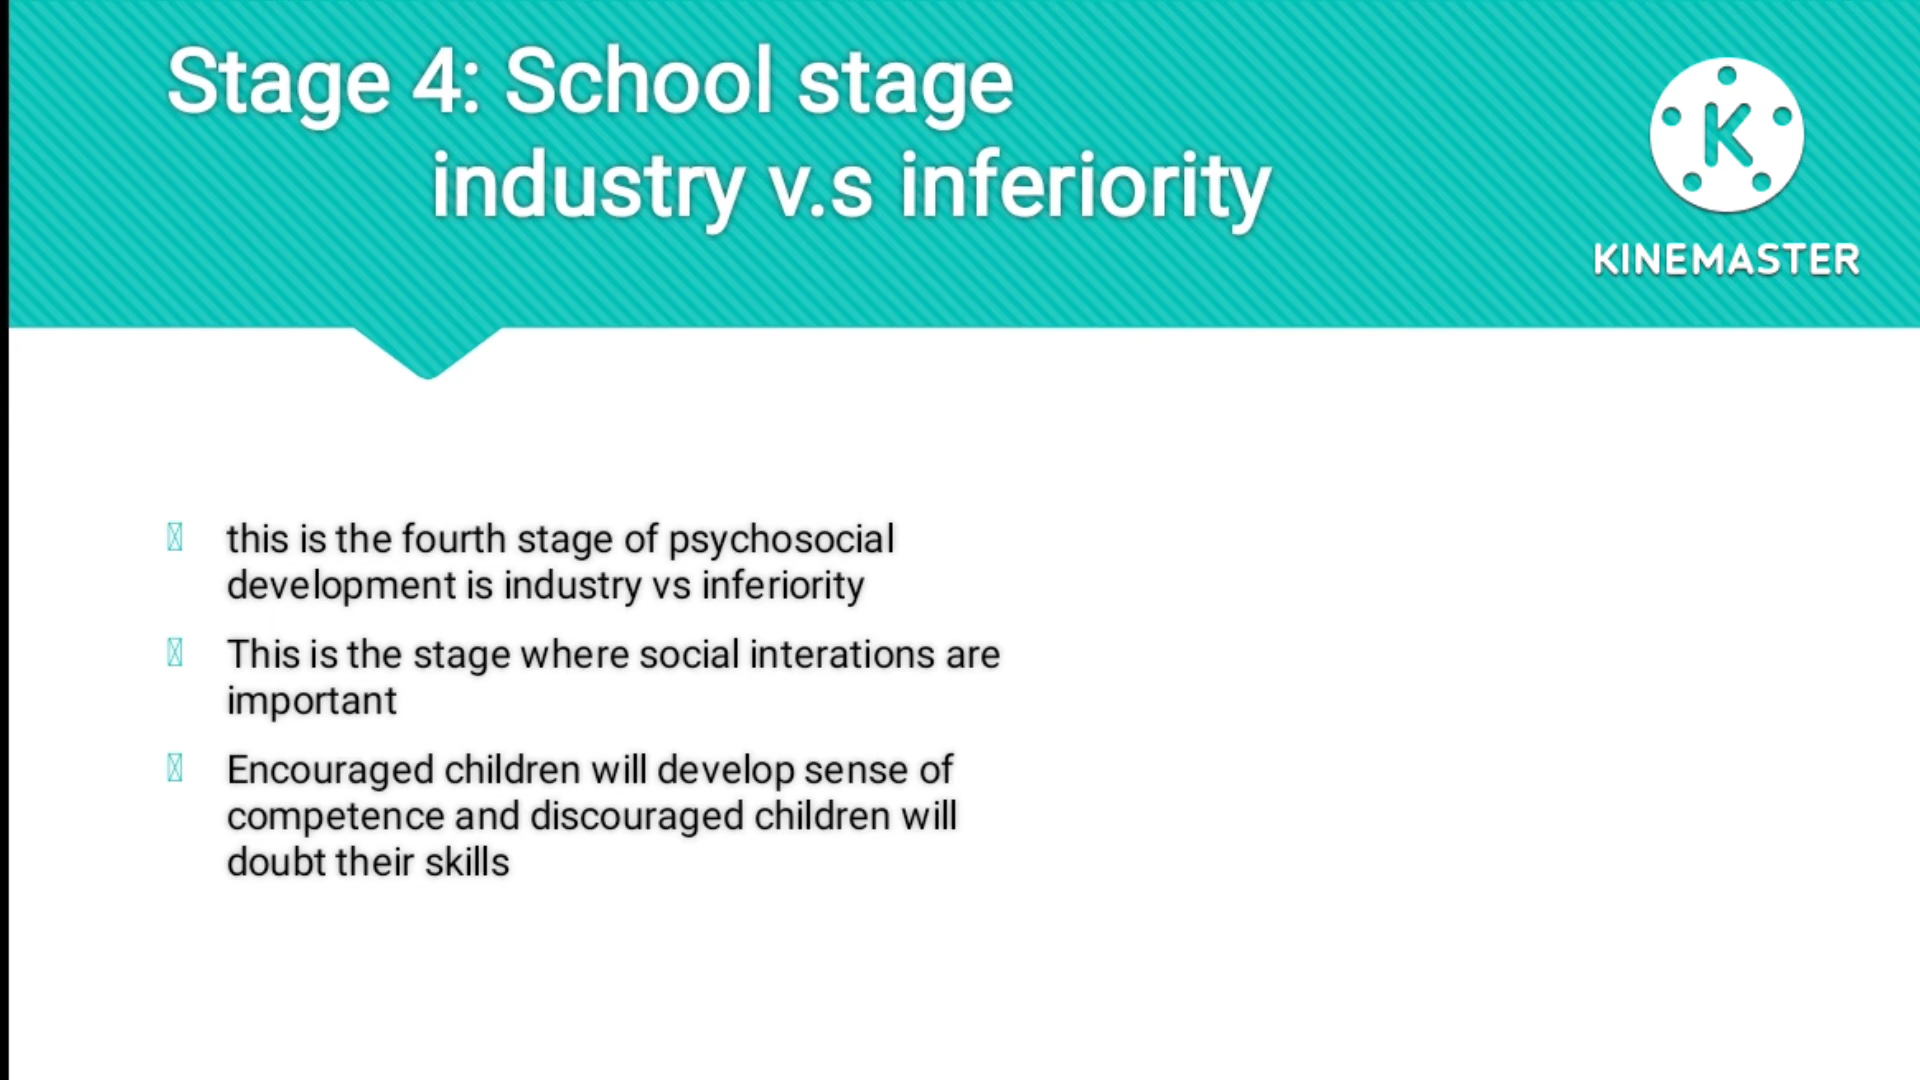 Stage 4: School stage
industry v.s inferiority
K
KINEMASTER
this is the fourth stage of psychosocial
development is industry vs inferiority
This is the stage where social interations are
important
Encouraged children will develop sense of
competence and discouraged children will
doubt their skills